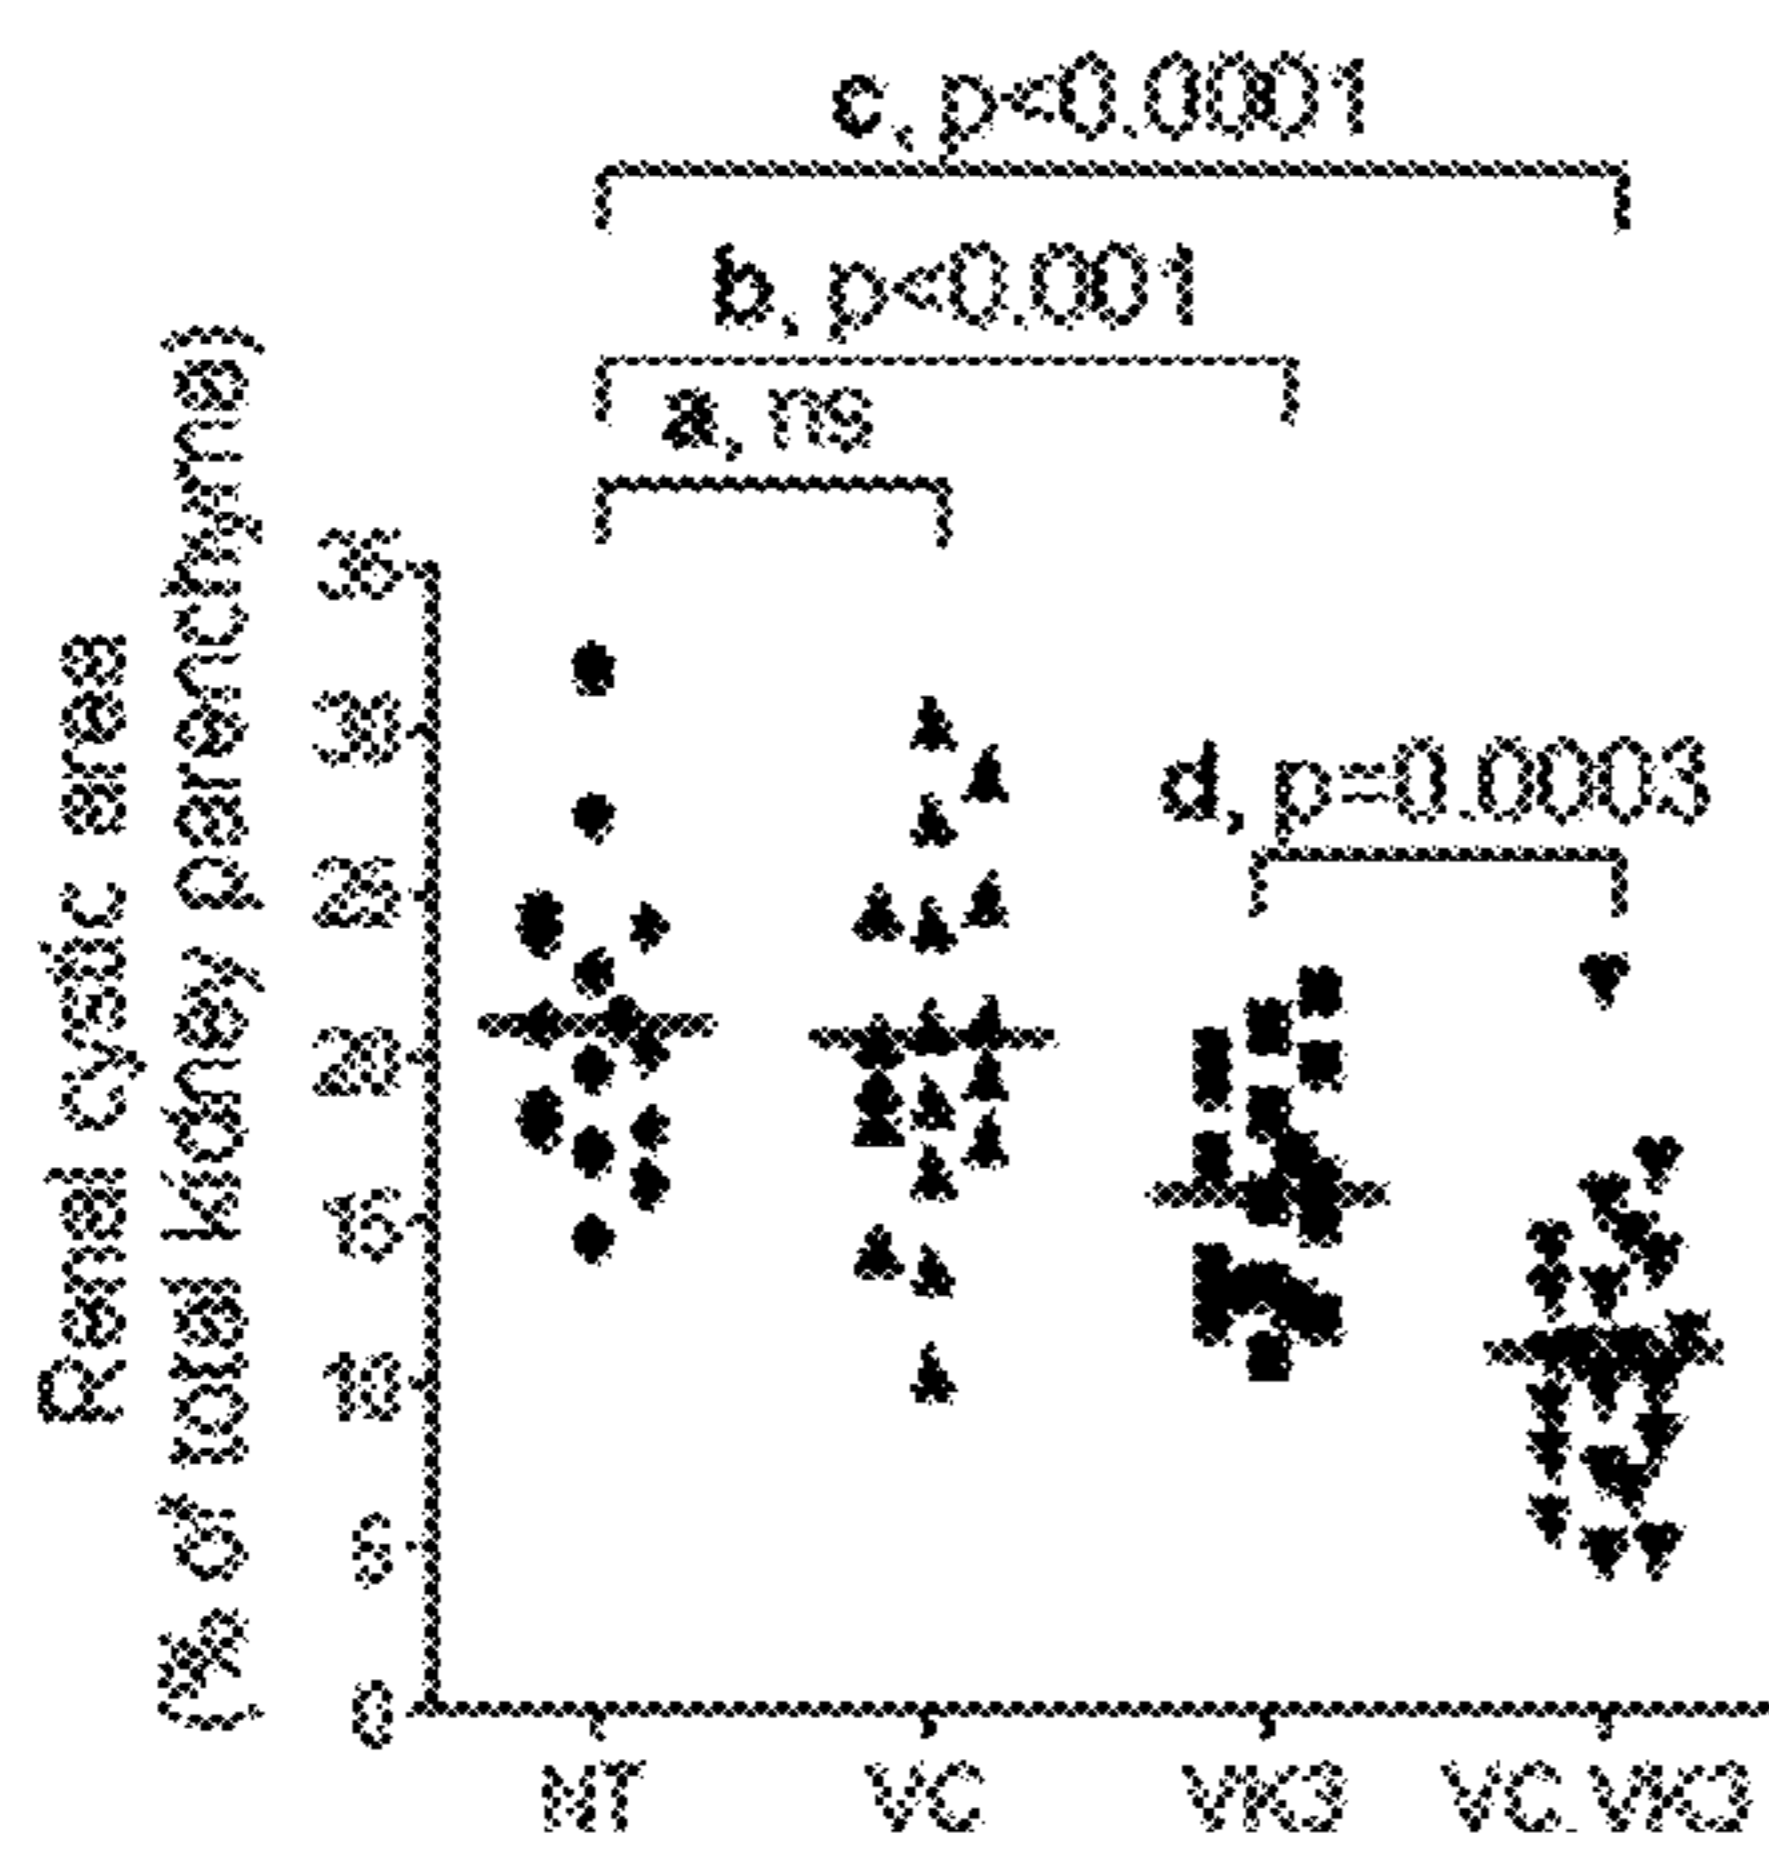 c, p<0.0001
b, p<0.001
a, ns
d, p=0.0003
Renal cystic area
(% of total kidney parenchyma)
35
30
25
20
15
10
5
0
NT
VC
VK3
VC VK3